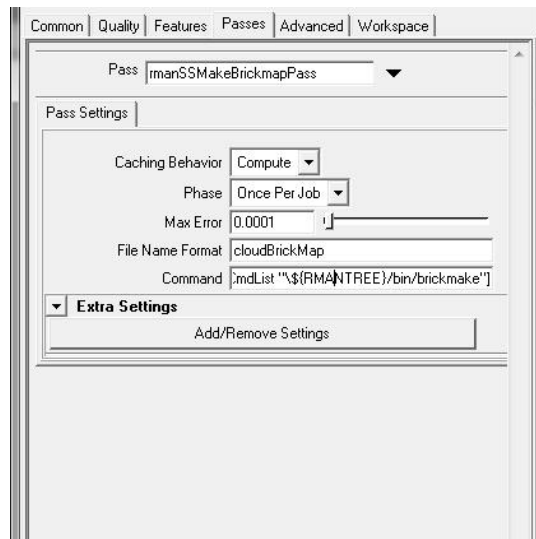 Common Quality Features Passes Advanced Workspace
Pass rmanSSMakeBrickmapPass
Pass Settings
Caching Behavior Compute
Phase Once Per Job
Max Error 0.0001
File Name Format cloudBrickMap
Command mdList "\${RMANTREE}/bin/brickmake"]
Extra Settings
Add/Remove Settings